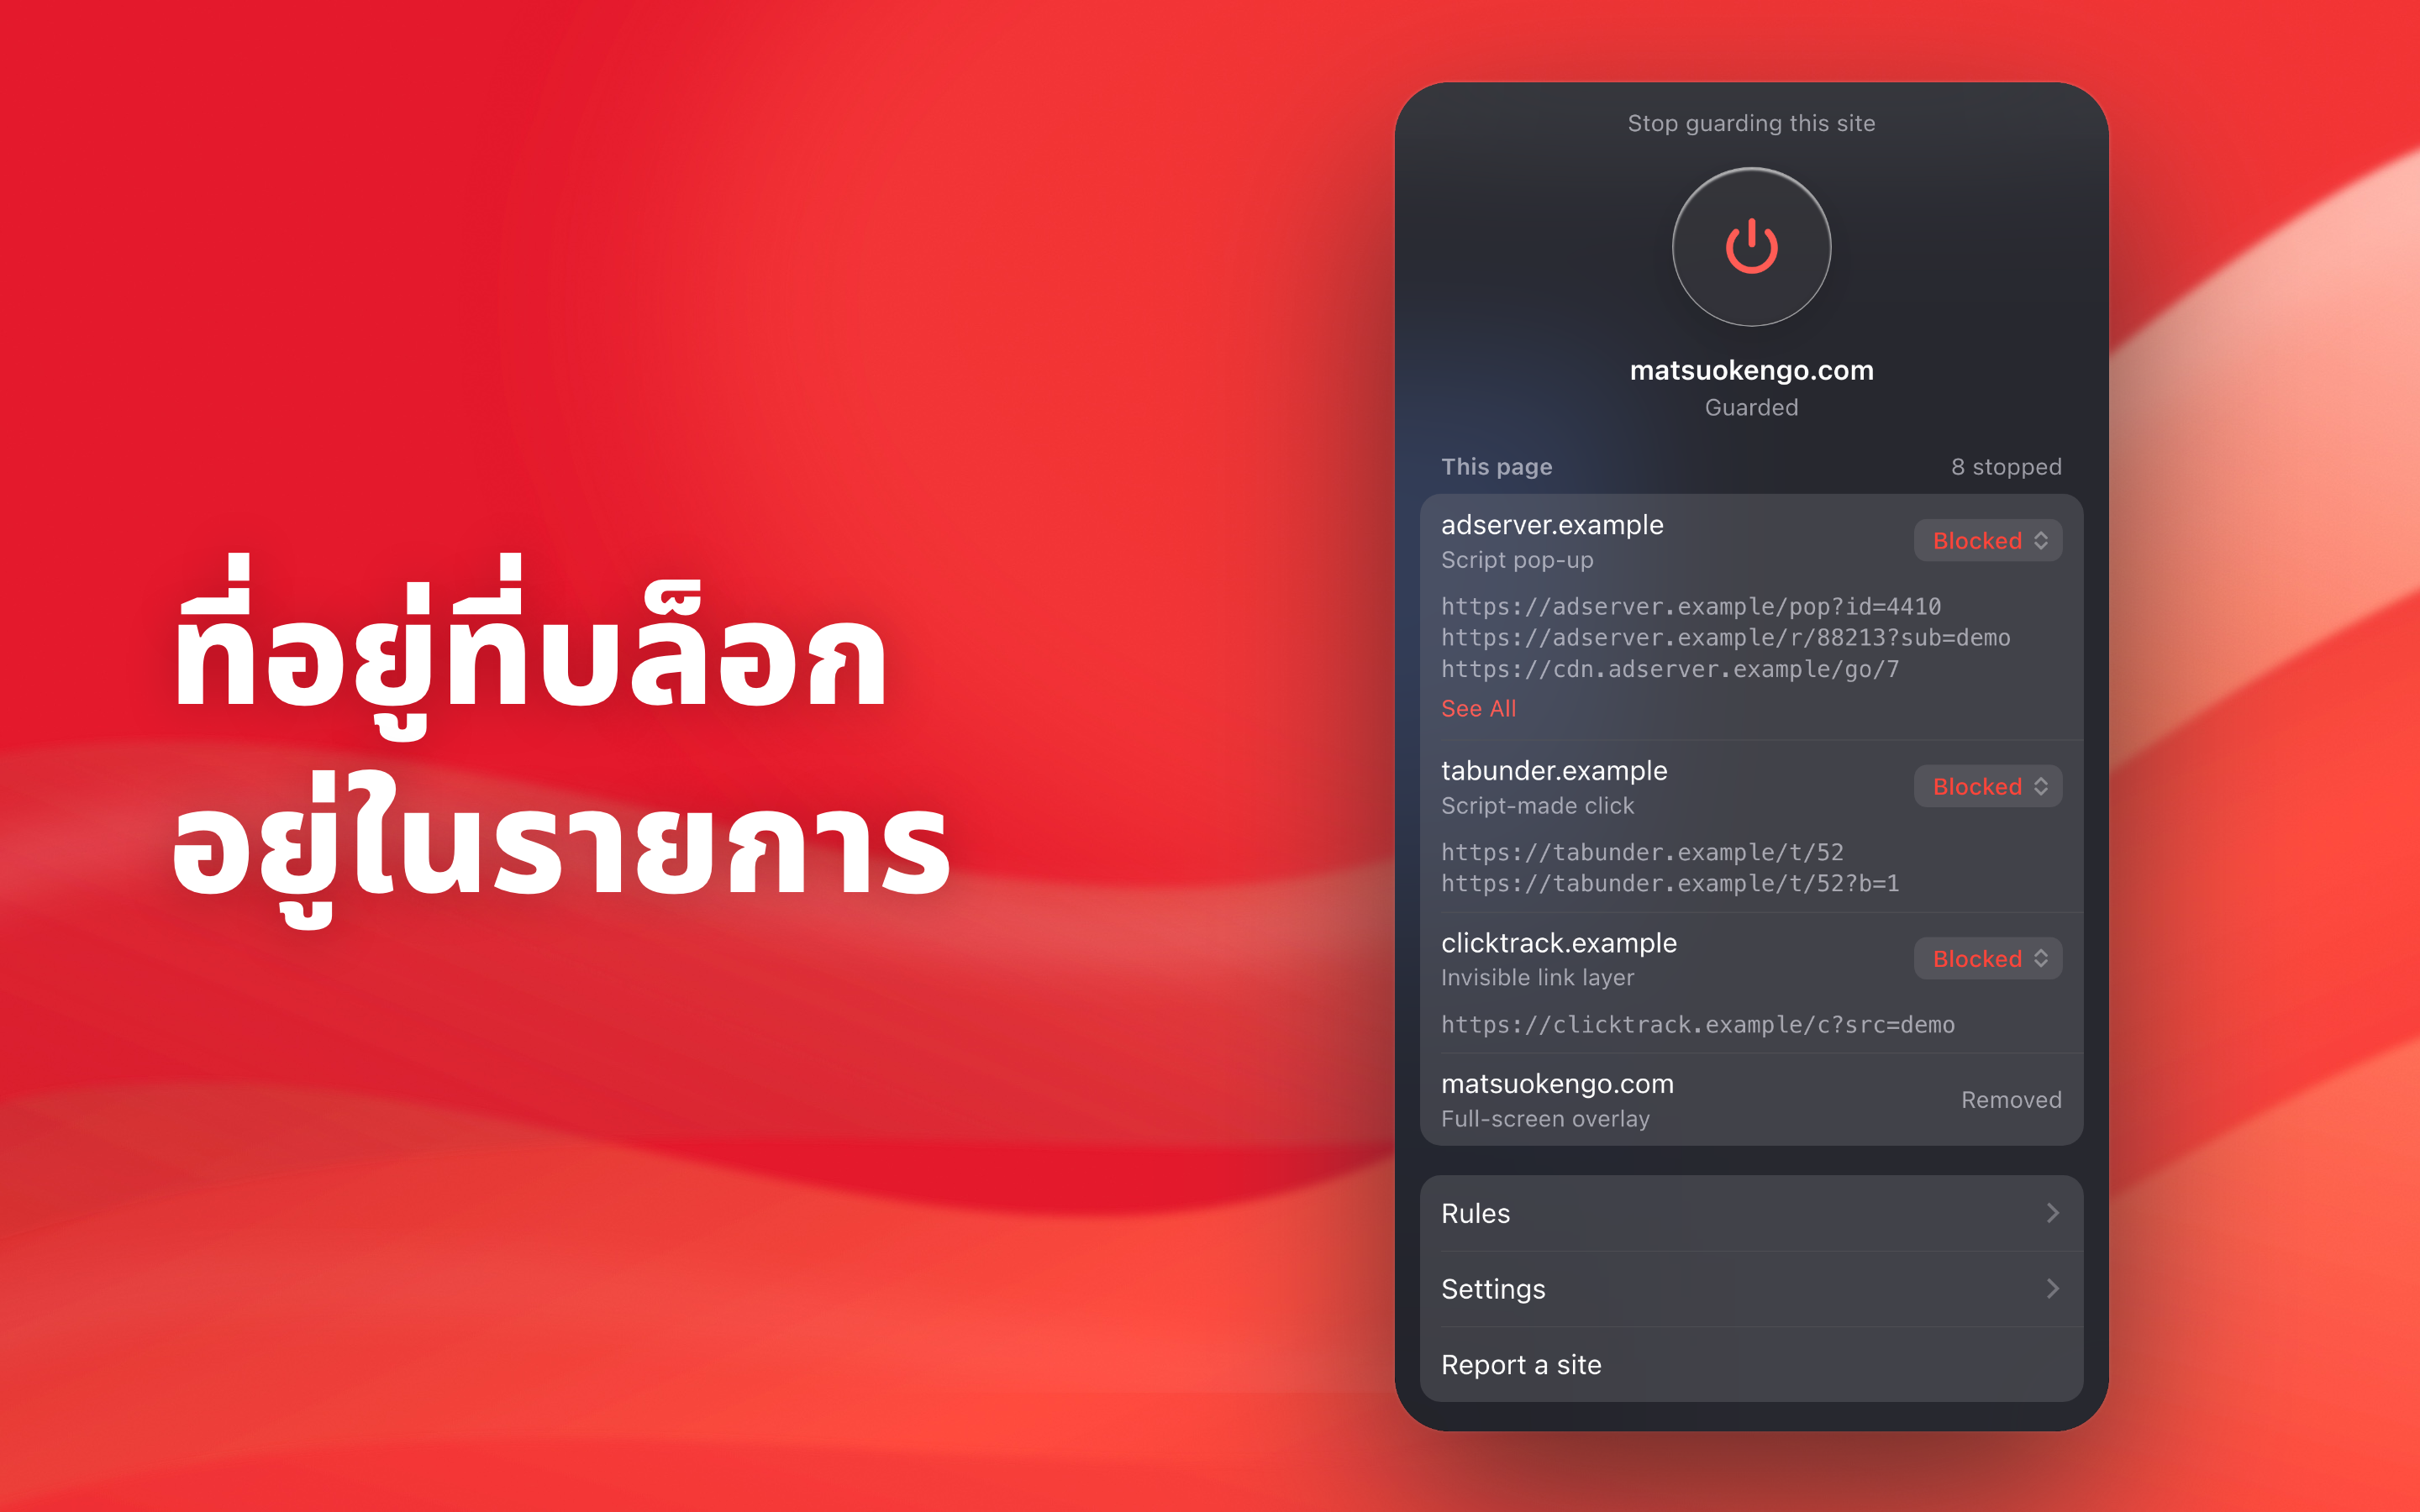 ที่อยู่ที่บล็อก
อยู่ในรายการ
Stop guarding this site
matsuokengo.com
Guarded
This page
8 stopped
adserver.example
Script pop-up
Blocked
https://adserver.example/pop?id=4410
https://adserver.example/r/88213?sub=demo
https://cdn.adserver.example/go/7
See All
tabunder.example
Script-made click
Blocked
https://tabunder.example/t/52
https://tabunder.example/t/52?b=1
clicktrack.example
Invisible link layer
Blocked
https://clicktrack.example/c?src=demo
matsuokengo.com
Full-screen overlay
Removed
Rules
Settings
Report a site